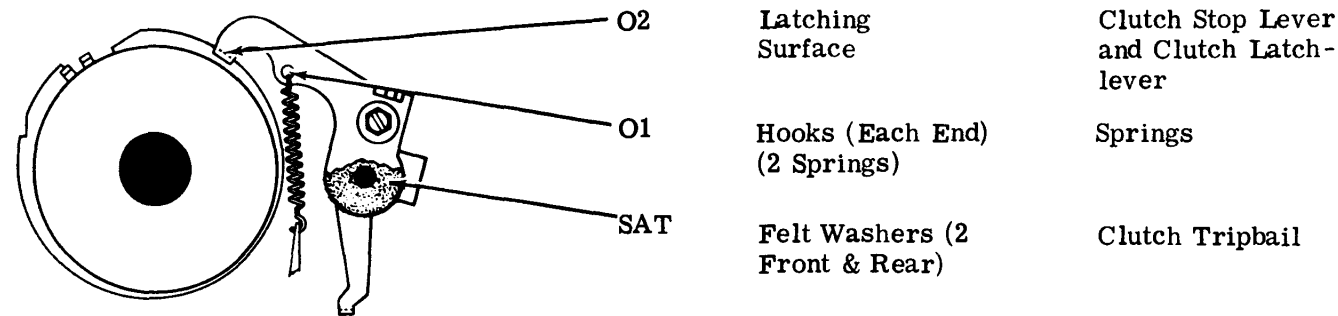 O2 Latching Clutch Stop Lever
Surface and Clutch Latch-
lever
O1 Hooks (Each End) Springs
(2 Springs)
SAT Felt Washers (2 Clutch Tripbail
Front & Rear)